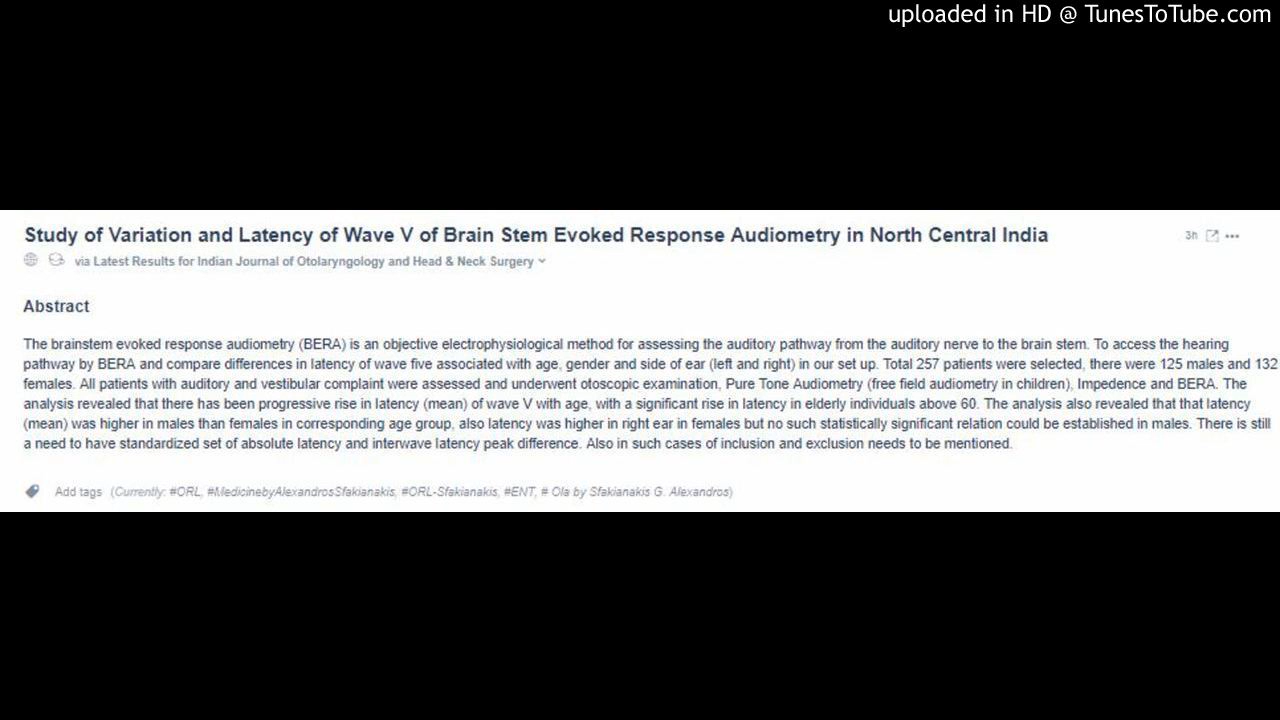 uploaded in HD @ TunesToTube.com
Study of Variation and Latency of Wave V of Brain Stem Evoked Response Audiometry in North Central India
3h
via Latest Results for Indian Journal of Otolaryngology and Head & Neck Surgery
Abstract
The brainstem evoked response audiometry (BERA) is an objective electrophysiological method for assessing the auditory pathway from the auditory nerve to the brain stem. To access the hearing
pathway by BERA and compare differences in latency of wave five associated with age, gender and side of ear (left and right) in our set up. Total 257 patients were selected, there were 125 males and 132
females. All patients with auditory and vestibular complaint were assessed and underwent otoscopic examination, Pure Tone Audiometry (free field audiometry in children), Impedence and BERA. The
analysis revealed that there has been progressive rise in latency (mean) of wave V with age, with a significant rise in latency in elderly individuals above 60. The analysis also revealed that that latency
(mean) was higher in males than females in corresponding age group, also latency was higher in right ear in females but no such statistically significant relation could be established in males. There is still
a need to have standardized set of absolute latency and interwave latency peak difference. Also in such cases of inclusion and exclusion needs to be mentioned.
Add tags (Currently: #ORL, #MedicinebyAlexandrosSfakianakis, #ORL-Sfakianakis, #ENT, # Ola by Sfakianakis G. Alexandros)